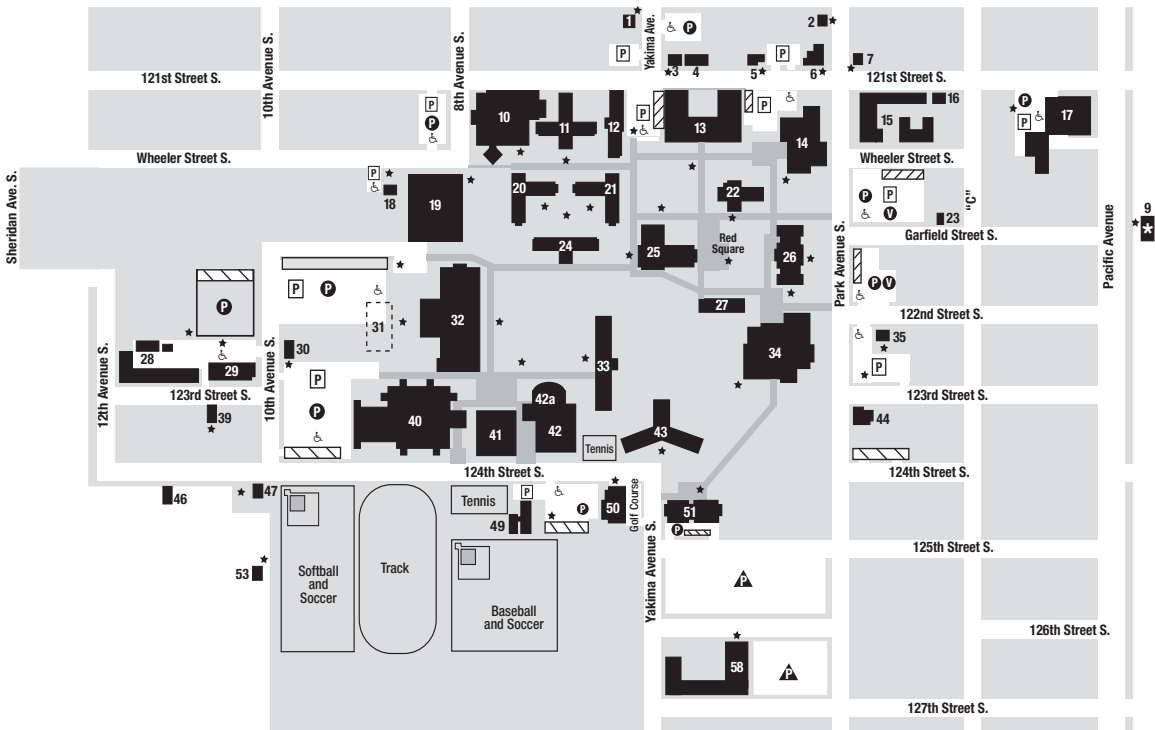 1
2
Yakima Ave.
P
P
P
P
3
4
5
6
7
121st Street S.
121st Street S.
10th Avenue S.
8th Avenue S.
P
P
10
11
12
P
13
P
14
15
16
P
P
17
Wheeler Street S.
Wheeler Street S.
Sheridan Ave. S.
P
18
19
20
21
22
P
P
V
23
"C"
Garfield Street S.
Pacific Avenue
9
24
25
Red
Square
26
Park Avenue S.
P
V
P
P
P
31
32
27
122nd Street S.
12th Avenue S.
28
29
10th Avenue S.
30
33
34
35
P
123rd Street S.
123rd Street S.
39
P
P
40
41
42a
42
Tennis
43
44
124th Street S.
124th Street S.
46
47
Tennis
P
49
P
50
Golf Course
51
P
53
Softball
and
Soccer
Track
Baseball
and Soccer
Yakima Avenue S.
125th Street S.
P
126th Street S.
58
P
127th Street S.